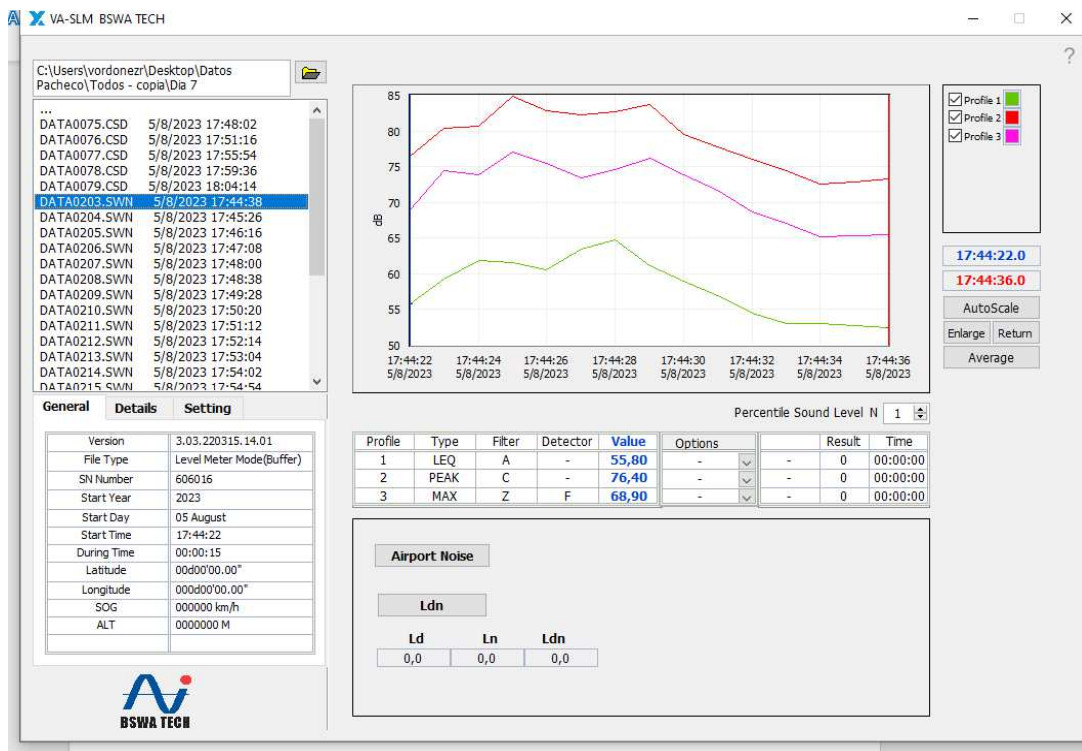 VA-SLM BSWA TECH
?
C:\Users\vordonezr\Desktop\Datos
Pacheco\Todos - copia\Dia 7
...
DATA0075.CSD 5/8/2023 17:48:02
DATA0076.CSD 5/8/2023 17:51:16
DATA0077.CSD 5/8/2023 17:55:54
DATA0078.CSD 5/8/2023 17:59:36
DATA0079.CSD 5/8/2023 18:04:14
DATA0203.SWN 5/8/2023 17:44:38
DATA0204.SWN 5/8/2023 17:45:26
DATA0205.SWN 5/8/2023 17:46:16
DATA0206.SWN 5/8/2023 17:47:08
DATA0207.SWN 5/8/2023 17:48:00
DATA0208.SWN 5/8/2023 17:48:38
DATA0209.SWN 5/8/2023 17:49:28
DATA0210.SWN 5/8/2023 17:50:20
DATA0211.SWN 5/8/2023 17:51:12
DATA0212.SWN 5/8/2023 17:52:14
DATA0213.SWN 5/8/2023 17:53:04
DATA0214.SWN 5/8/2023 17:54:02
DATA0215.SWN 5/8/2023 17:54:54
General Details Setting
Version 3.03.220315.14.01
File Type Level Meter Mode(Buffer)
SN Number 606016
Start Year 2023
Start Day 05 August
Start Time 17:44:22
During Time 00:00:15
Latitude 00d00'00.00"
Longitude 000d00'00.00"
SOG 000000 km/h
ALT 0000000 M
BSWA TECH
85
80
75
70
65
60
55
50
dB
17:44:22 17:44:24 17:44:26 17:44:28 17:44:30 17:44:32 17:44:34 17:44:36
5/8/2023 5/8/2023 5/8/2023 5/8/2023 5/8/2023 5/8/2023 5/8/2023 5/8/2023
Profile 1
Profile 2
Profile 3
17:44:22.0
17:44:36.0
AutoScale
Enlarge Return
Average
Percentile Sound Level N 1
Profile Type Filter Detector Value Options Result Time
1 LEQ A - 55,80 - - 0 00:00:00
2 PEAK C - 76,40 - - 0 00:00:00
3 MAX Z F 68,90 - - 0 00:00:00
Airport Noise
Ldn
Ld Ln Ldn
0,0 0,0 0,0